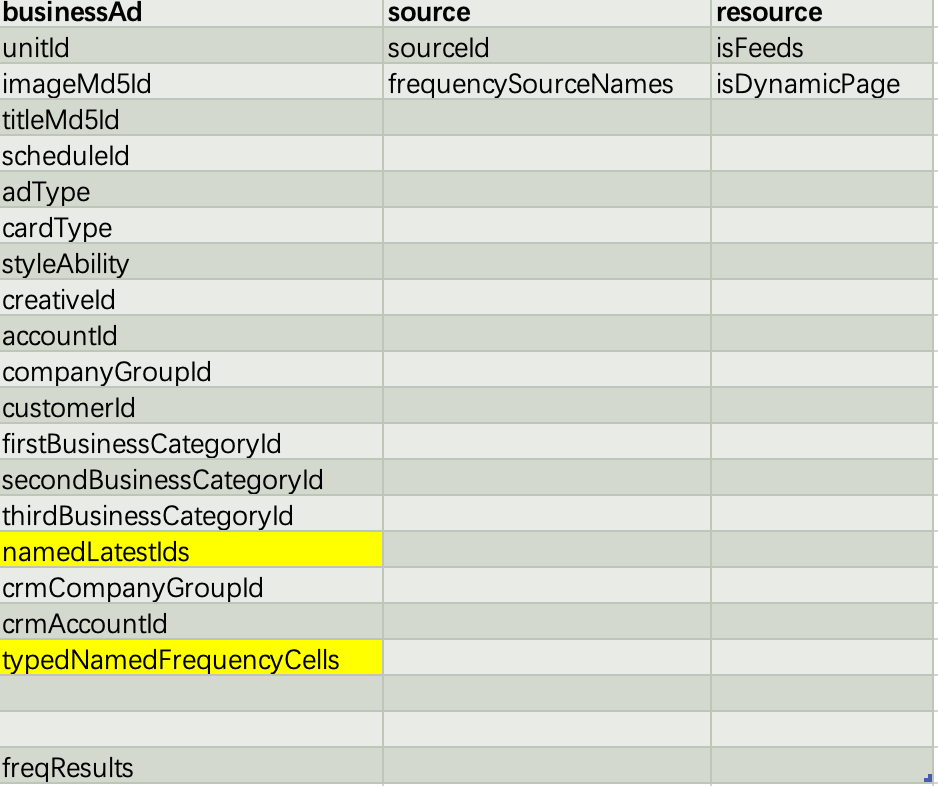 businessAd source resource
unitId sourceId isFeeds
imageMd5Id frequencySourceNames isDynamicPage
titleMd5Id
scheduleId
adType
cardType
styleAbility
creativeId
accountId
companyGroupId
customerId
firstBusinessCategoryId
secondBusinessCategoryId
thirdBusinessCategoryId
namedLatestIds
crmCompanyGroupId
crmAccountId
typedNamedFrequencyCells
freqResults